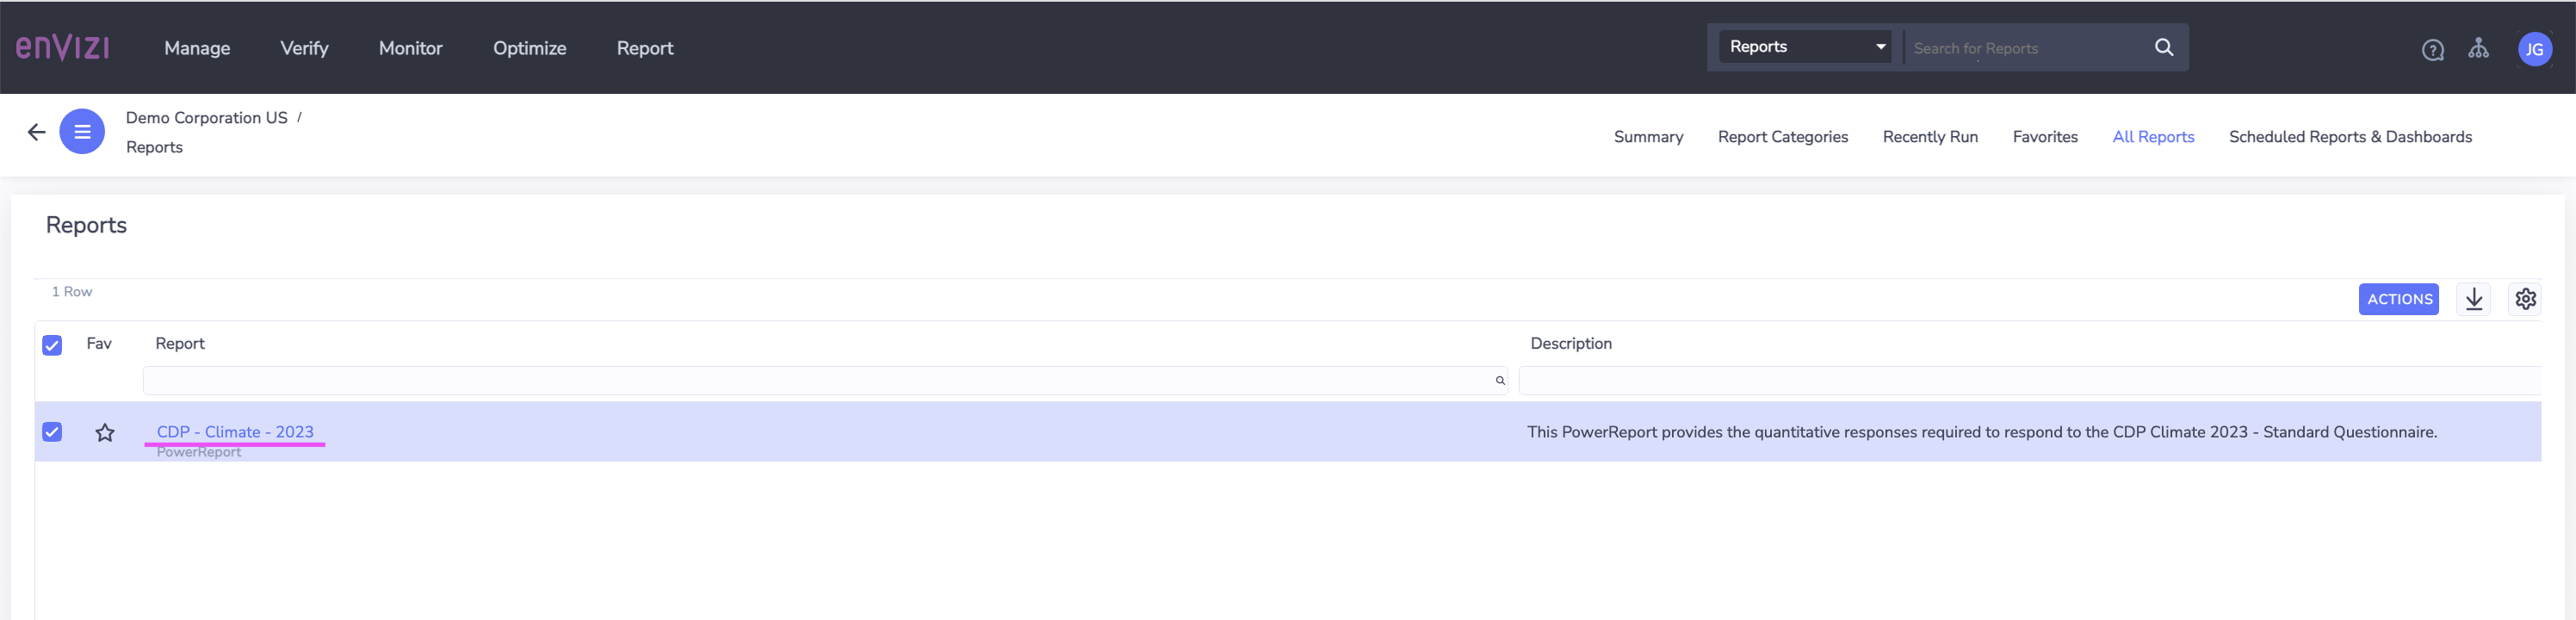 enVizi Manage Verify Monitor Optimize Report Reports Search for Reports JG
Demo Corporation US /
Reports
Summary Report Categories Recently Run Favorites All Reports Scheduled Reports & Dashboards
Reports
1 Row
ACTIONS
Fav Report Description
CDP - Climate - 2023 This PowerReport provides the quantitative responses required to respond to the CDP Climate 2023 - Standard Questionnaire.
PowerReport